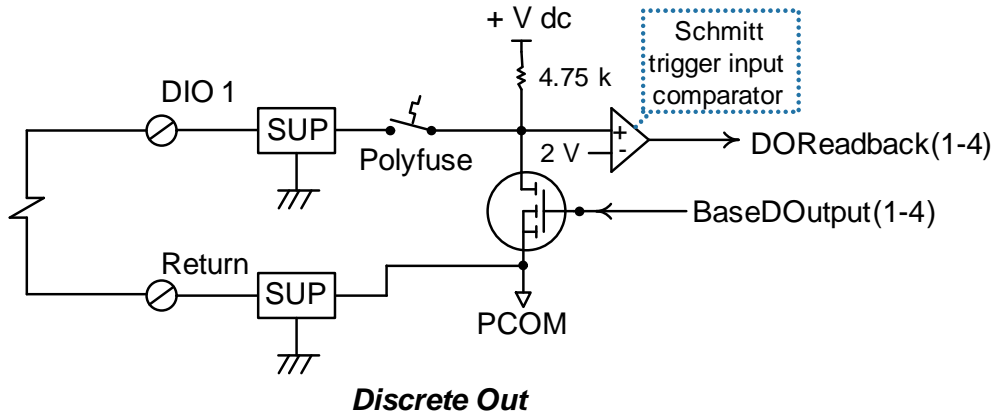 + V dc
Schmitt
trigger input
comparator
4.75 k
DIO 1
SUP
Polyfuse
+
-
2 V
DOReadback(1-4)
BaseDOutput(1-4)
Return
SUP
PCOM
Discrete Out